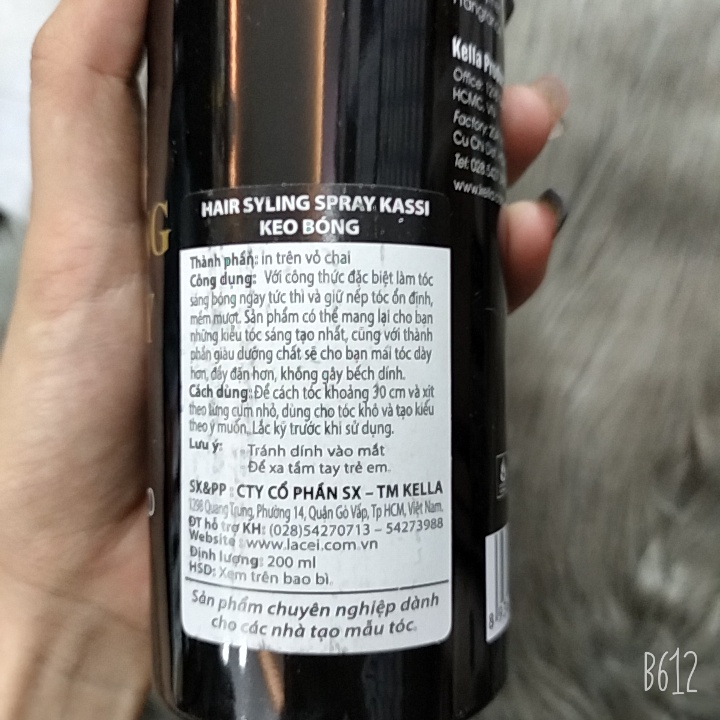 HAIR SYLING SPRAY KASSI
KEO BÓNG
Thành phần: in trên vỏ chai
Công dụng: Với công thức đặc biệt làm tóc
sáng bóng ngay tức thì và giữ nếp tóc ổn định,
mềm mượt. Sản phẩm có thể mang lại cho bạn
những kiểu tóc sáng tạo nhất, cùng với thành
phần giàu dưỡng chất sẽ cho bạn mái tóc dày
hơn, đầy đặn hơn, không gây bếch dính.
Cách dùng: Để cách tóc khoảng 30 cm và xịt
theo từng cụm nhỏ, dùng cho tóc khô và tạo kiểu
theo ý muốn. Lắc kỹ trước khi sử dụng.
Lưu ý: Tránh dính vào mắt
Để xa tầm tay trẻ em.
SX&PP : CTY CỔ PHẦN SX – TM KELLA
1298 Quang Trung, Phường 14, Quận Gò Vấp, Tp HCM, Việt Nam.
ĐT hỗ trợ KH: (028)54270713 – 54273988
Website : www.lacei.com.vn
Định lượng: 200 ml
HSD: Xem trên bao bì.
Sản phẩm chuyên nghiệp dành
cho các nhà tạo mẫu tóc.
Kella
Office:
HCMC,
Factory:
Cu Chi
Tel: 028
G
B612